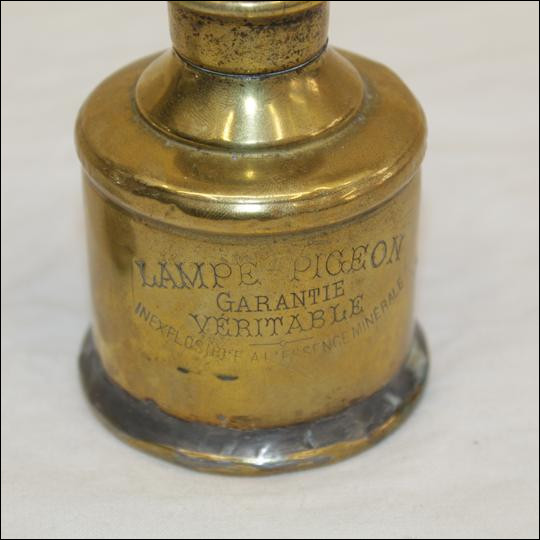 LAMPE PIGEON
GARANTIE
VÉRITABLE
INEXPLOSIBLE A L'ESSENCE MINÉRALE